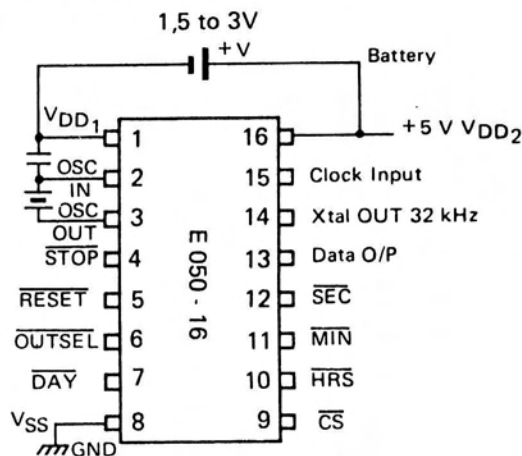 1,5 to 3V
+V
Battery
VDD1
1
16
+5 V VDD2
OSC IN
2
15
Clock Input
OSC OUT
3
14
Xtal OUT 32 kHz
STOP
4
13
Data O/P
RESET
5
12
SEC
OUTSEL
6
11
MIN
DAY
7
10
HRS
VSS
8
9
CS
GND
E 050 - 16